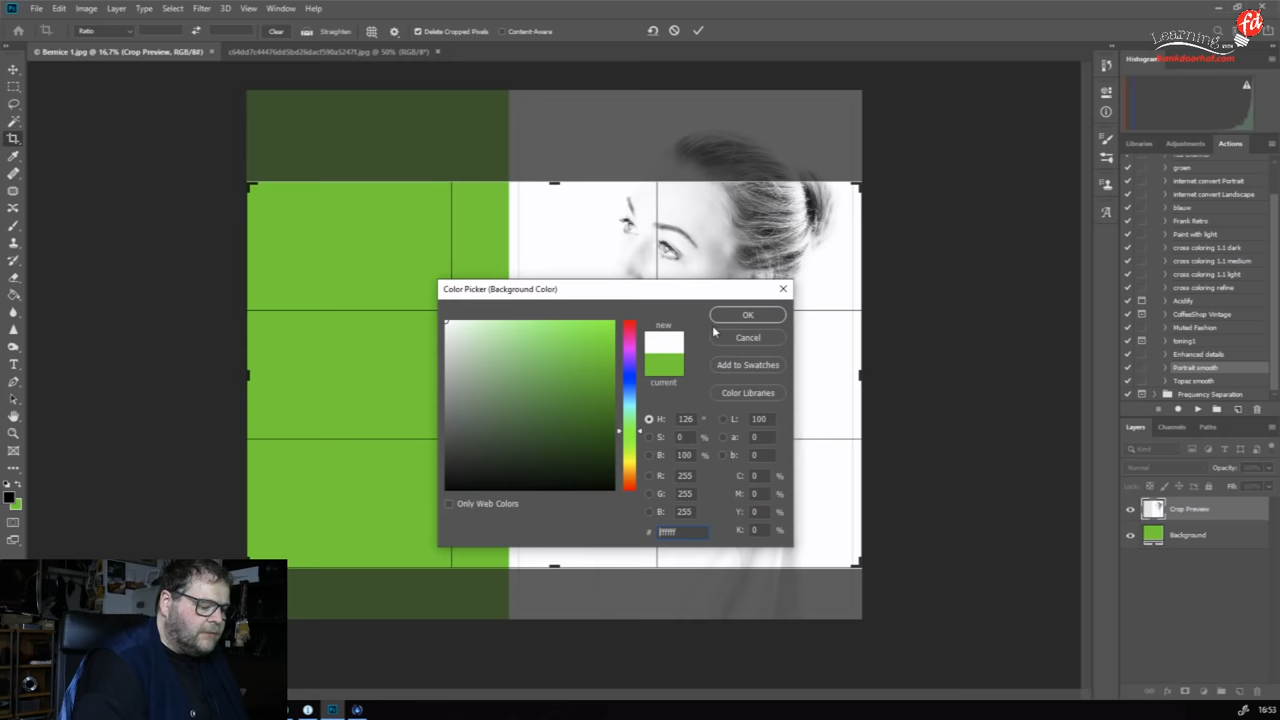 File Edit Image Layer Type Select Filter 3D View Window Help
Ratio Clear Straighten Delete Cropped Pixels Content-Aware
© Bernice 1.jpg @ 16,7% (Crop Preview, RGB/8#) ×
Learning
frankdoorhof.com
Histogram
Libraries Adjustments Actions
groen
internet convert Portrait
internet convert Landscape
blauw
Frank Retro
Paint with light
cross coloring 1.1 dark
cross coloring 1.1 medium
cross coloring 1.1 light
cross coloring refine
Acidify
CoffeeShop Vintage
Muted Fashion
toning1
Enhanced details
Portrait smooth
Topaz smooth
Frequency Separation
Color Picker (Background Color)
new
current
OK
Cancel
Add to Swatches
Color Libraries
H: 126 °
S: 0 %
B: 100 %
R: 255
G: 255
B: 255
# ffffff
L: 100
a: 0
b: 0
C: 0 %
M: 0 %
Y: 0 %
K: 0 %
Only Web Colors
Layers Channels Paths
Kind
Normal Opacity:
Lock: Fill:
Crop Preview
Background
16:53